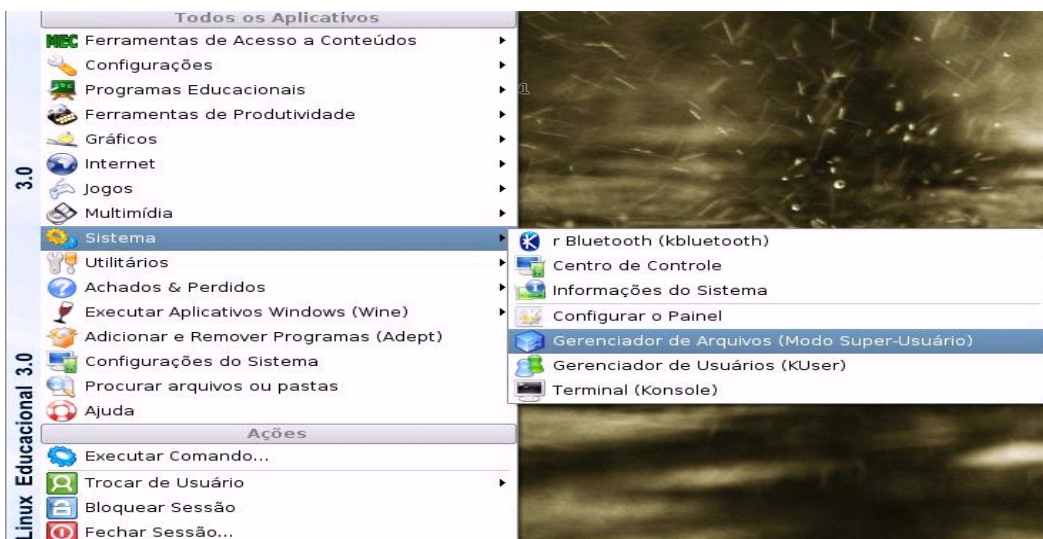 Todos os Aplicativos
MEC Ferramentas de Acesso a Conteúdos
Configurações
Programas Educacionais
Ferramentas de Produtividade
Gráficos
Internet
Jogos
Multimídia
Sistema
Utilitários
Achados & Perdidos
Executar Aplicativos Windows (Wine)
Adicionar e Remover Programas (Adept)
Configurações do Sistema
Procurar arquivos ou pastas
Ajuda
Ações
Executar Comando...
Trocar de Usuário
Bloquear Sessão
Fechar Sessão...
r Bluetooth (kbluetooth)
Centro de Controle
Informações do Sistema
Configurar o Painel
Gerenciador de Arquivos (Modo Super-Usuário)
Gerenciador de Usuários (KUser)
Terminal (Konsole)
Linux Educacional 3.0
3.0